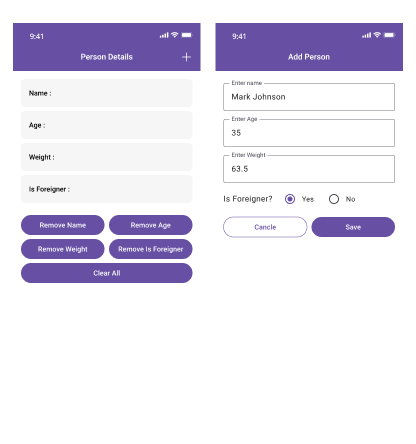 9:41
Person Details
Name :
Age :
Weight :
Is Foreigner :
Remove Name
Remove Age
Remove Weight
Remove Is Foreigner
Clear All
9:41
Add Person
Enter name
Mark Johnson
Enter Age
35
Enter Weight
63.5
Is Foreigner? Yes No
Cancle
Save